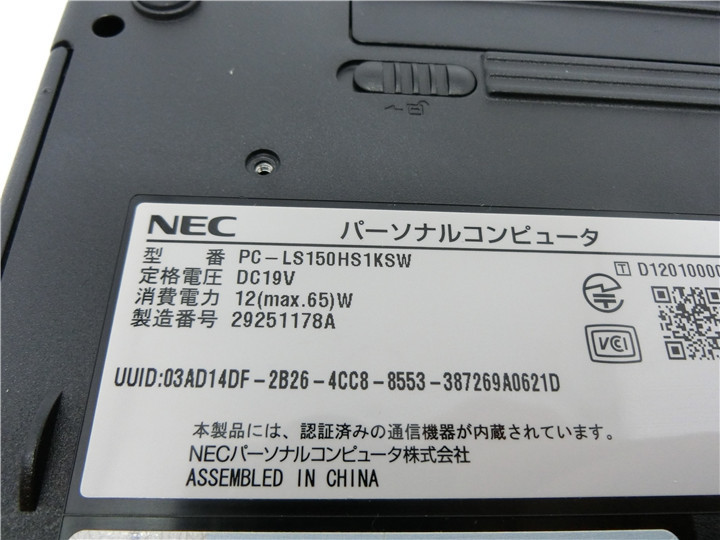 NEC パーソナルコンピュータ
型 番 PC-LS150HS1KSW
定格電圧 DC19V
消費電力 12(max.65)W
製造番号 29251178A
T D12010000
VCI
UUID:03AD14DF-2B26-4CC8-8553-387269A0621D
本製品には、認証済みの通信機器が内蔵されています。
NECパーソナルコンピュータ株式会社
ASSEMBLED IN CHINA